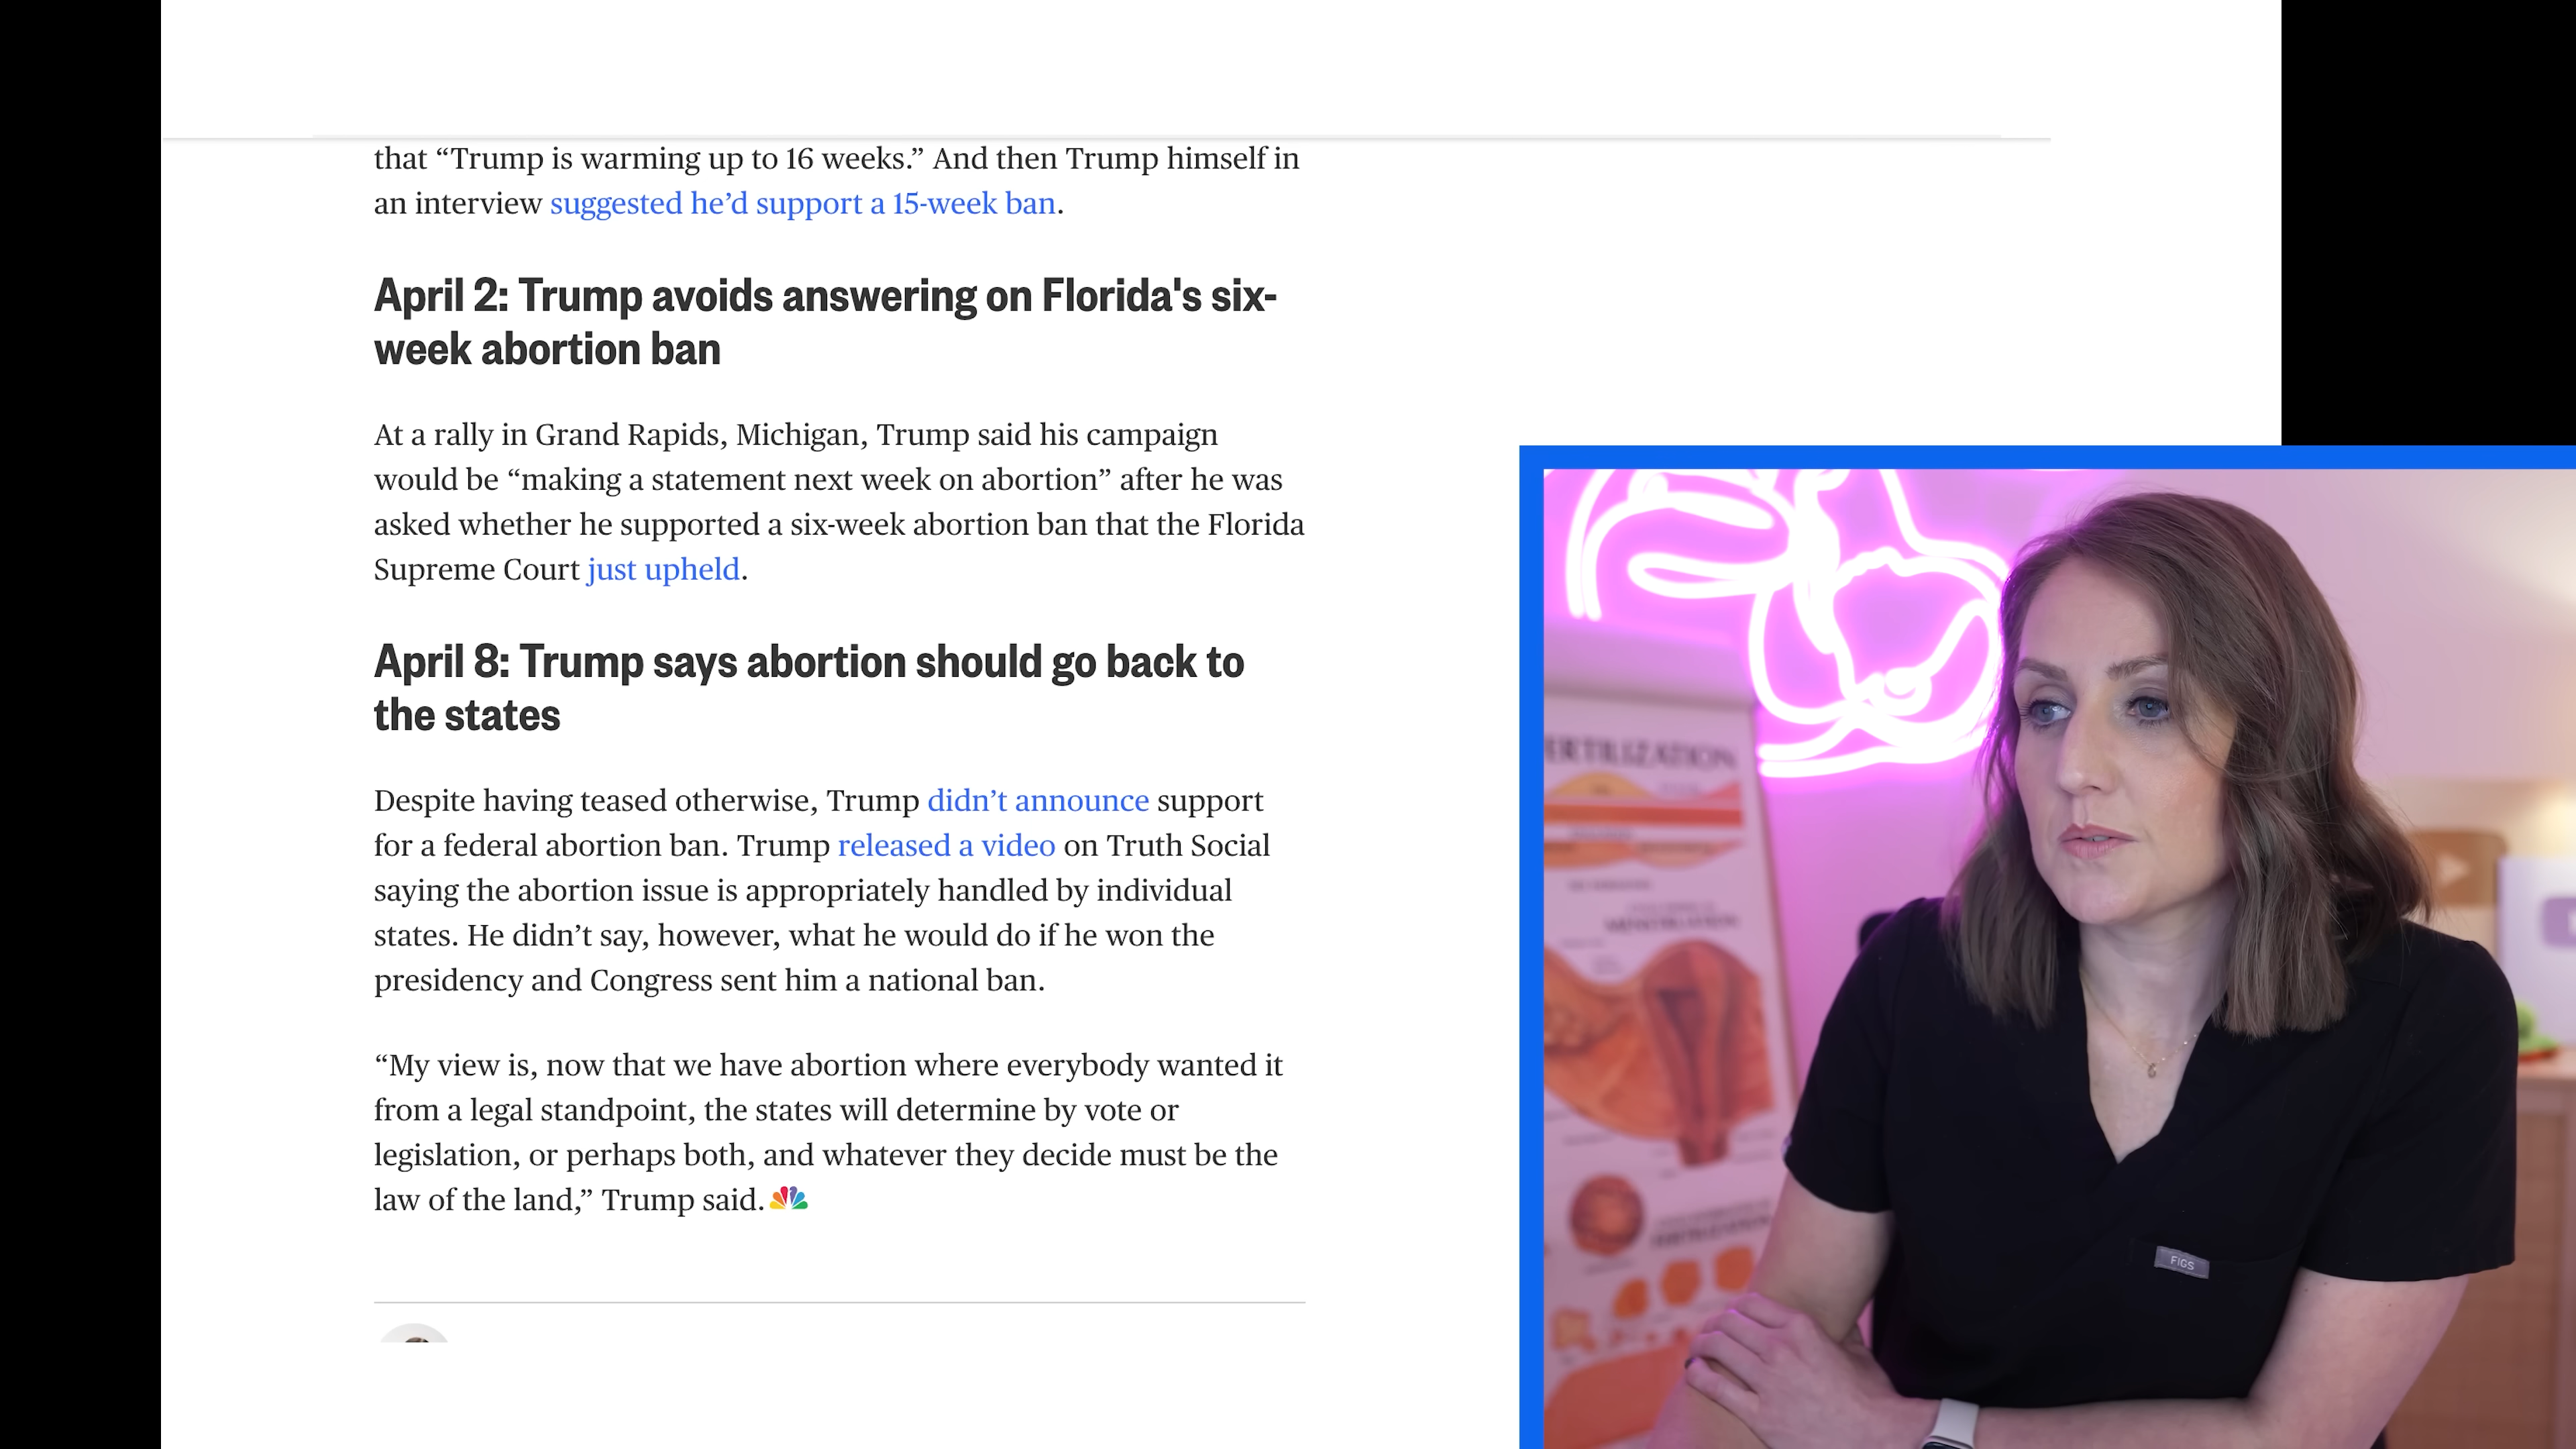 that “Trump is warming up to 16 weeks.” And then Trump himself in
an interview suggested he’d support a 15-week ban.
April 2: Trump avoids answering on Florida's six-
week abortion ban
At a rally in Grand Rapids, Michigan, Trump said his campaign
would be “making a statement next week on abortion” after he was
asked whether he supported a six-week abortion ban that the Florida
Supreme Court just upheld.
April 8: Trump says abortion should go back to
the states
Despite having teased otherwise, Trump didn’t announce support
for a federal abortion ban. Trump released a video on Truth Social
saying the abortion issue is appropriately handled by individual
states. He didn’t say, however, what he would do if he won the
presidency and Congress sent him a national ban.
“My view is, now that we have abortion where everybody wanted it
from a legal standpoint, the states will determine by vote or
legislation, or perhaps both, and whatever they decide must be the
law of the land,” Trump said.
ERTILIZATION
MENSTRUATION
FIGS